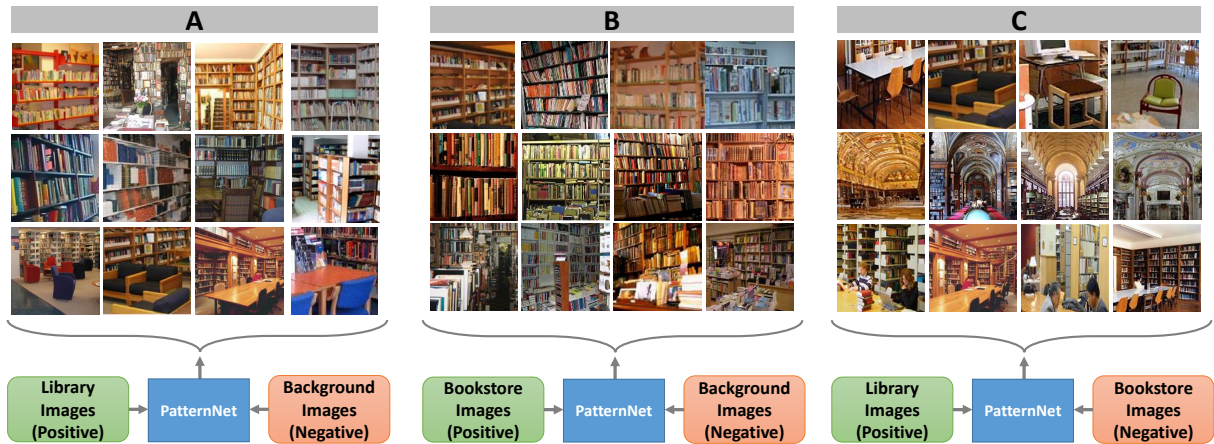 A
B
C
Library
Images
(Positive)
PatternNet
Background
Images
(Negative)
Bookstore
Images
(Positive)
PatternNet
Background
Images
(Negative)
Library
Images
(Positive)
PatternNet
Bookstore
Images
(Negative)